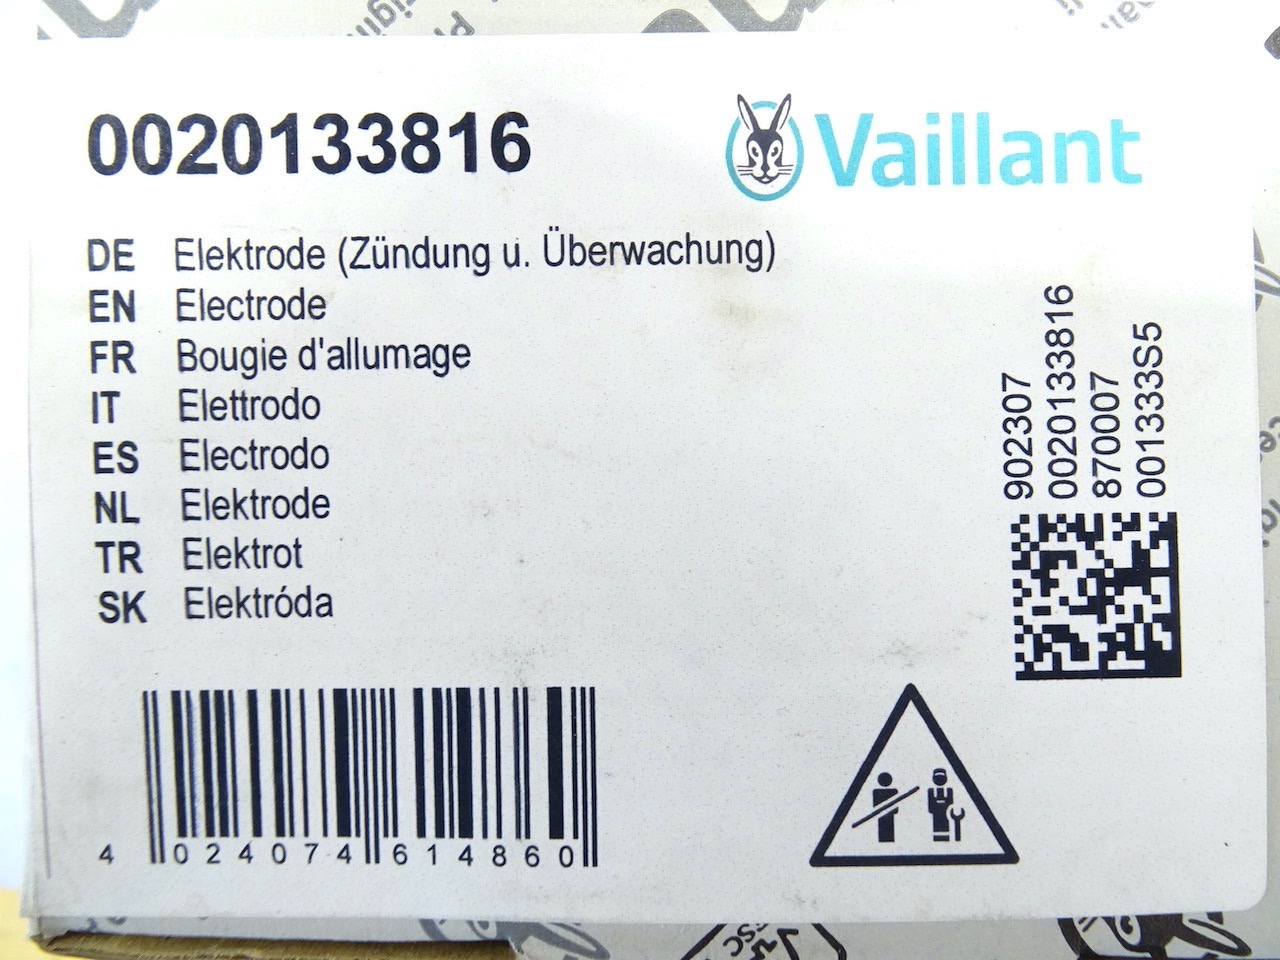 0020133816
Vaillant
DE Elektrode (Zündung u. Überwachung)
EN Electrode
FR Bougie d'allumage
IT Elettrodo
ES Electrodo
NL Elektrode
TR Elektrot
SK Elektróda
902307
0020133816
870007
001333S5
4 024074 614860